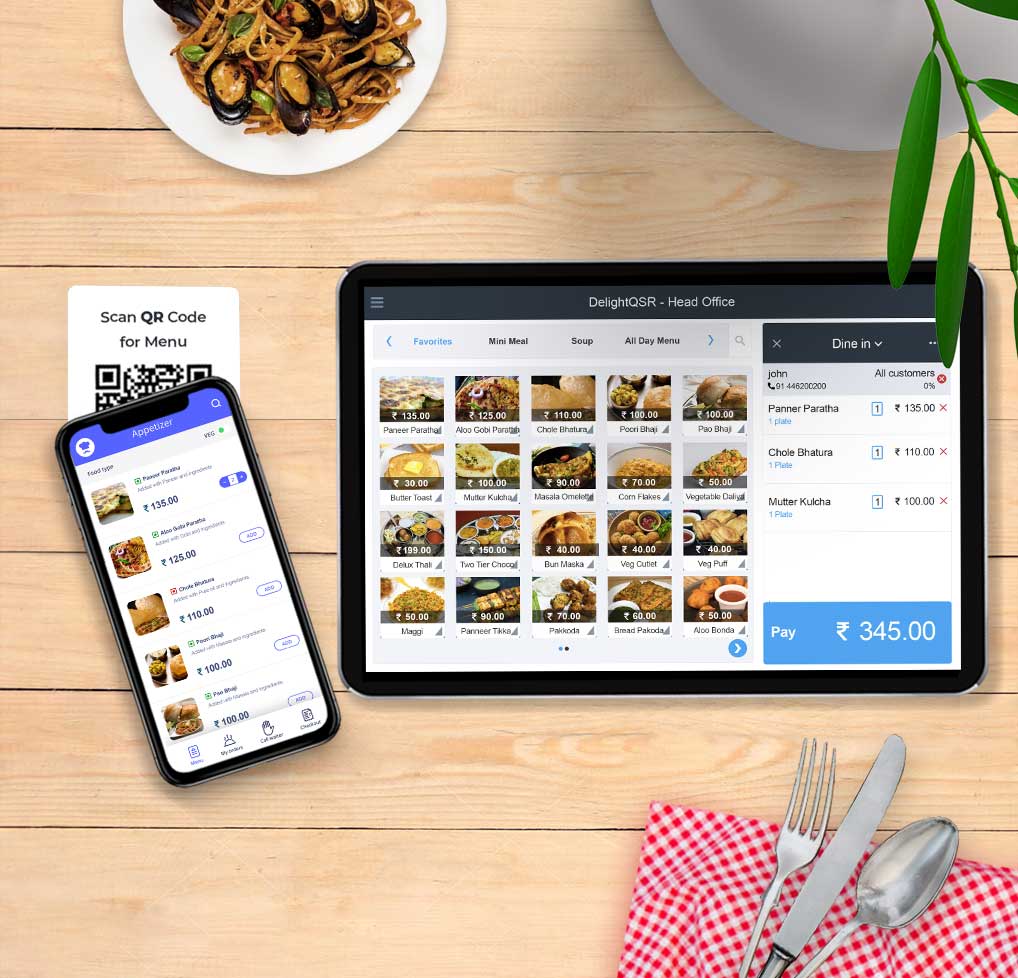 Scan QR Code
for Menu
Appetizer
Food type
VEG
Paneer Paratha
Added with Paneer and ingredients
₹ 135.00
- 2 +
Aloo Gobi Paratha
Added with Gobi and Ingredients
₹ 125.00
ADD
Chole Bhatura
Added with Pure oil and Ingredients
₹ 110.00
ADD
Poori Bhaji
Added with Masala and ingredients
₹ 100.00
ADD
Pao Bhaji
Added with Masala and Ingredients
₹ 100.00
ADD
Menu
My orders
Call waiter
Checkout
DelightQSR - Head Office
Favorites Mini Meal Soup All Day Menu
₹ 135.00 ₹ 125.00 ₹ 110.00 ₹ 100.00 ₹ 100.00
Paneer Paratha Aloo Gobi Paratha Chole Bhatura Poori Bhaji Pao Bhaji
₹ 30.00 ₹ 100.00 ₹ 90.00 ₹ 70.00 ₹ 50.00
Butter Toast Mutter Kulcha Masala Omelette Corn Flakes Vegetable Daliya
₹199.00 ₹ 150.00 ₹ 40.00 ₹ 40.00 ₹ 40.00
Delux Thali Two Tier Chocol Bun Maska Veg Cutlet Veg Puff
₹ 50.00 ₹ 90.00 ₹ 70.00 ₹ 60.00 ₹ 50.00
Maggi Panneer Tikka Pakkoda Bread Pakoda Aloo Bonda
Dine in
john All customers
91 446200200 0%
Panner Paratha 1 ₹ 135.00
1 plate
Chole Bhatura 1 ₹ 110.00
1 Plate
Mutter Kulcha 1 ₹ 100.00
1 Plate
Pay ₹ 345.00